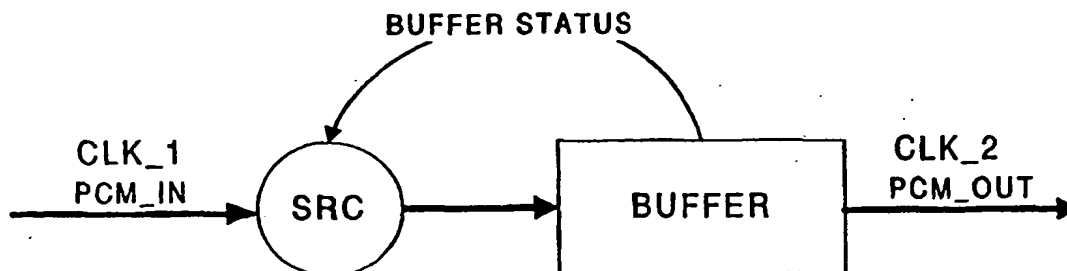 BUFFER STATUS
CLK_1
PCM_IN
SRC
BUFFER
CLK_2
PCM_OUT